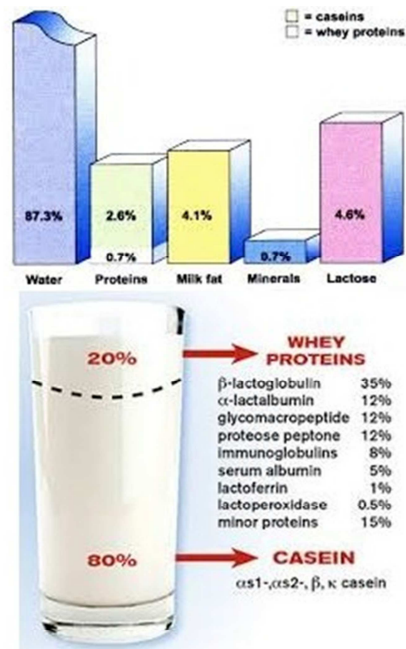 = caseins
= whey proteins
87.3% 2.6% 4.1% 0.7% 4.6%
0.7%
Water Proteins Milk fat Minerals Lactose
20% WHEY
PROTEINS
β-lactoglobulin 35%
α-lactalbumin 12%
glycomacropeptide 12%
proteose peptone 12%
immunoglobulins 8%
serum albumin 5%
lactoferrin 1%
lactoperoxidase 0.5%
minor proteins 15%
80% CASEIN
αs1-,αs2-, β, κ casein